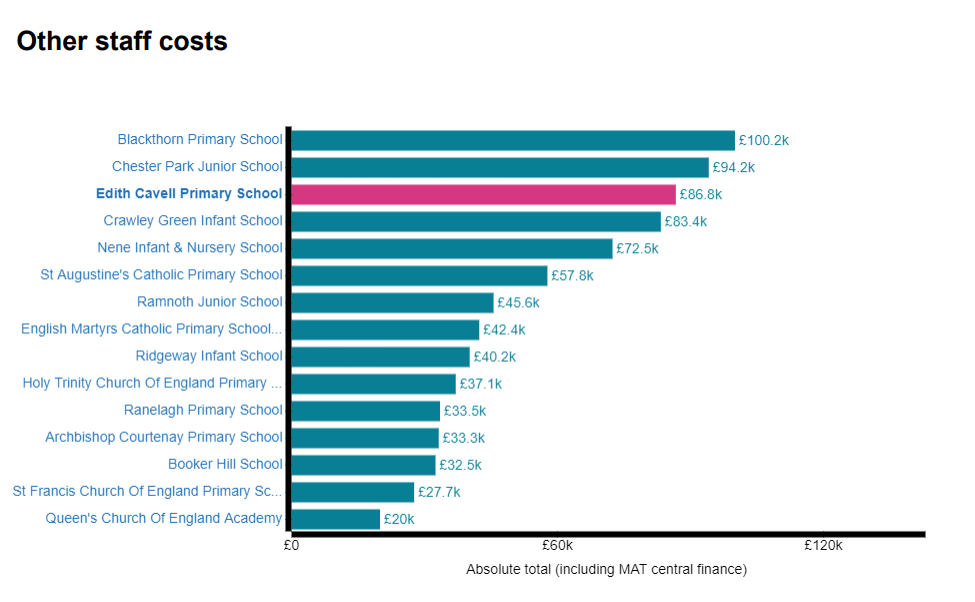 Other staff costs
Blackthorn Primary School £100.2k
Chester Park Junior School £94.2k
Edith Cavell Primary School £86.8k
Crawley Green Infant School £83.4k
Nene Infant & Nursery School £72.5k
St Augustine's Catholic Primary School £57.8k
Ramnoth Junior School £45.6k
English Martyrs Catholic Primary School... £42.4k
Ridgeway Infant School £40.2k
Holy Trinity Church Of England Primary ... £37.1k
Ranelagh Primary School £33.5k
Archbishop Courtenay Primary School £33.3k
Booker Hill School £32.5k
St Francis Church Of England Primary Sc... £27.7k
Queen's Church Of England Academy £20k
£0 £60k £120k
Absolute total (including MAT central finance)